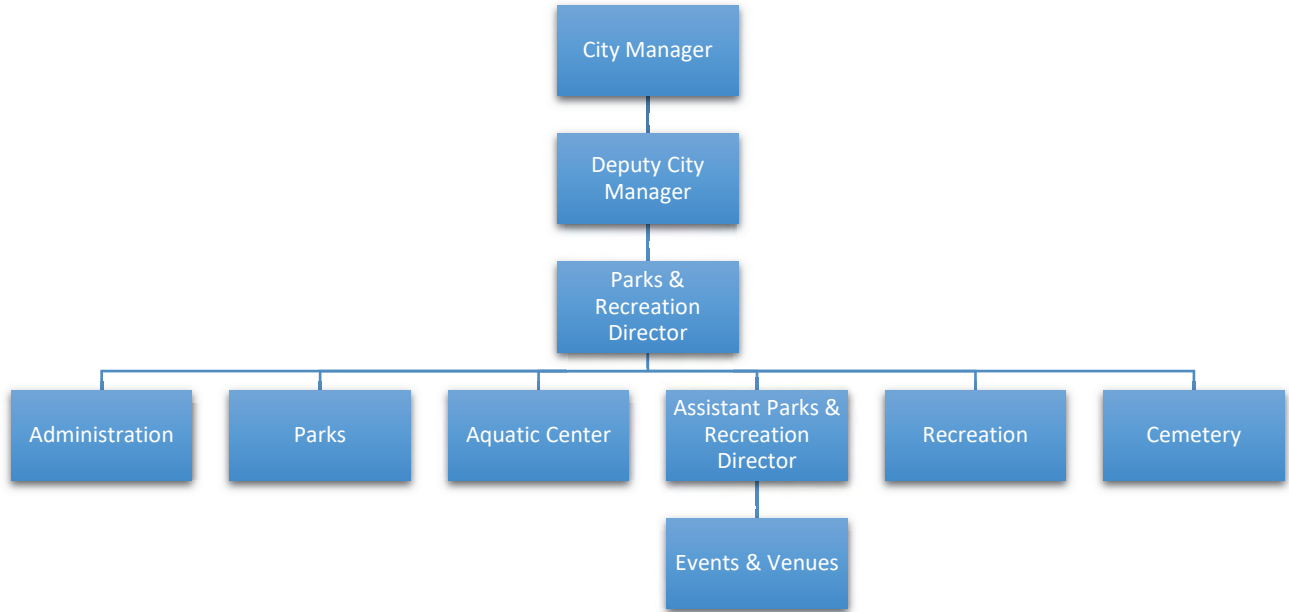 City Manager
Deputy City
Manager
Parks &
Recreation
Director
Administration
Parks
Aquatic Center
Assistant Parks &
Recreation
Director
Recreation
Cemetery
Events & Venues